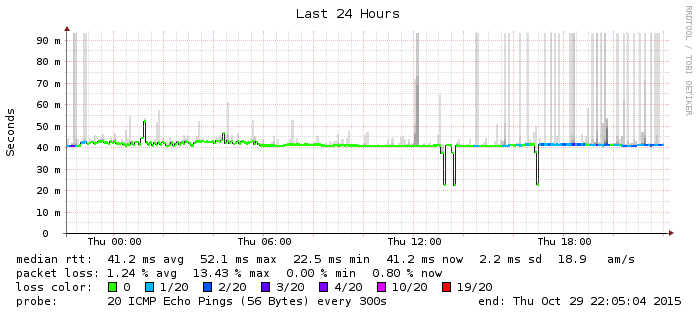 Last 24 Hours
RRDTOOL / TOBI OETIKER
Seconds
90 m
80 m
70 m
60 m
50 m
40 m
30 m
20 m
10 m
0
Thu 00:00 Thu 06:00 Thu 12:00 Thu 18:00
median rtt: 41.2 ms avg 52.1 ms max 22.5 ms min 41.2 ms now 2.2 ms sd 18.9 am/s
packet loss: 1.24 % avg 13.43 % max 0.00 % min 0.80 % now
loss color: 0 1/20 2/20 3/20 4/20 10/20 19/20
probe: 20 ICMP Echo Pings (56 Bytes) every 300s end: Thu Oct 29 22:05:04 2015